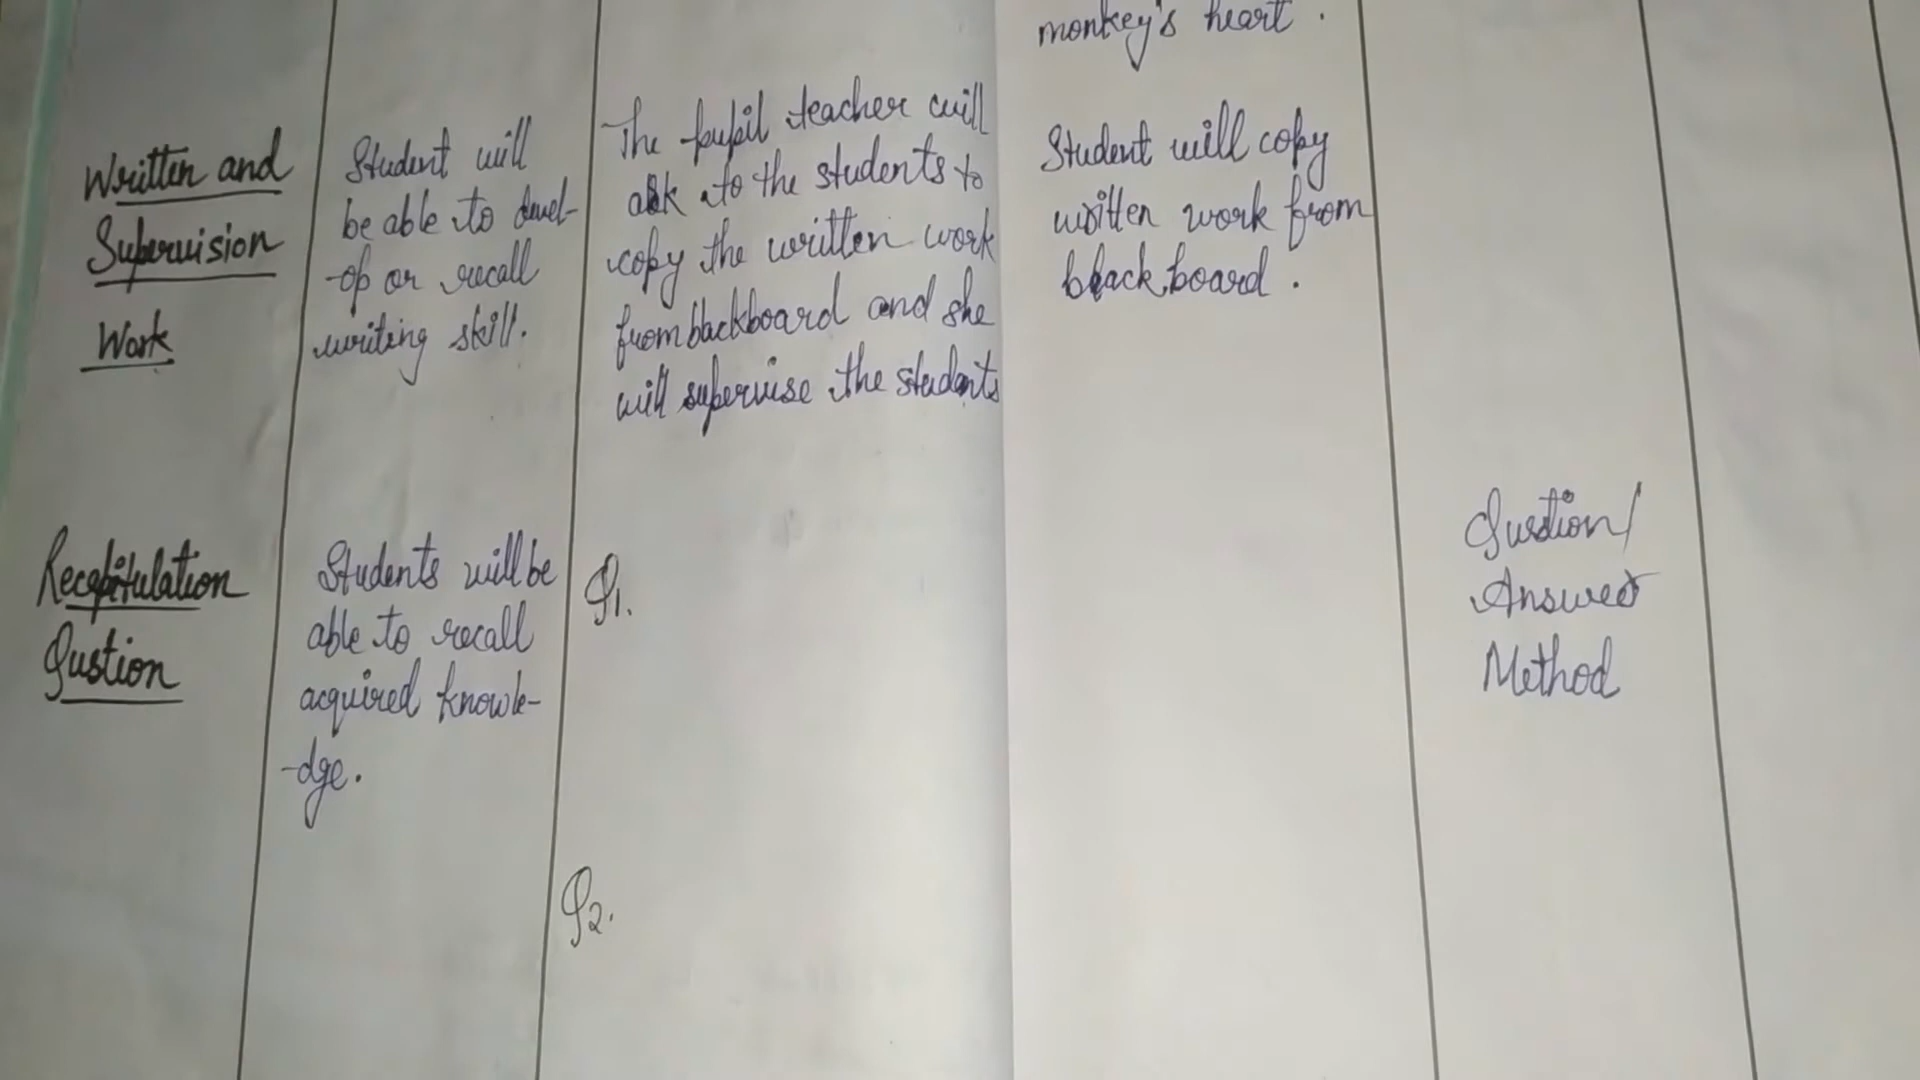 monkey's heart.
Written and
Supervision
Work
Student will
be able to devel-
-op or recall
writing skill.
The pupil teacher will
ask to the students to
copy the written work
from backboard and she
will supervise the students
Student will copy
written work from
blackboard.
Recapitulation
Qustion
Students will be
able to recall
acquired knowle-
-dge.
Q1.
Q2.
Qustion/
Answer
Method